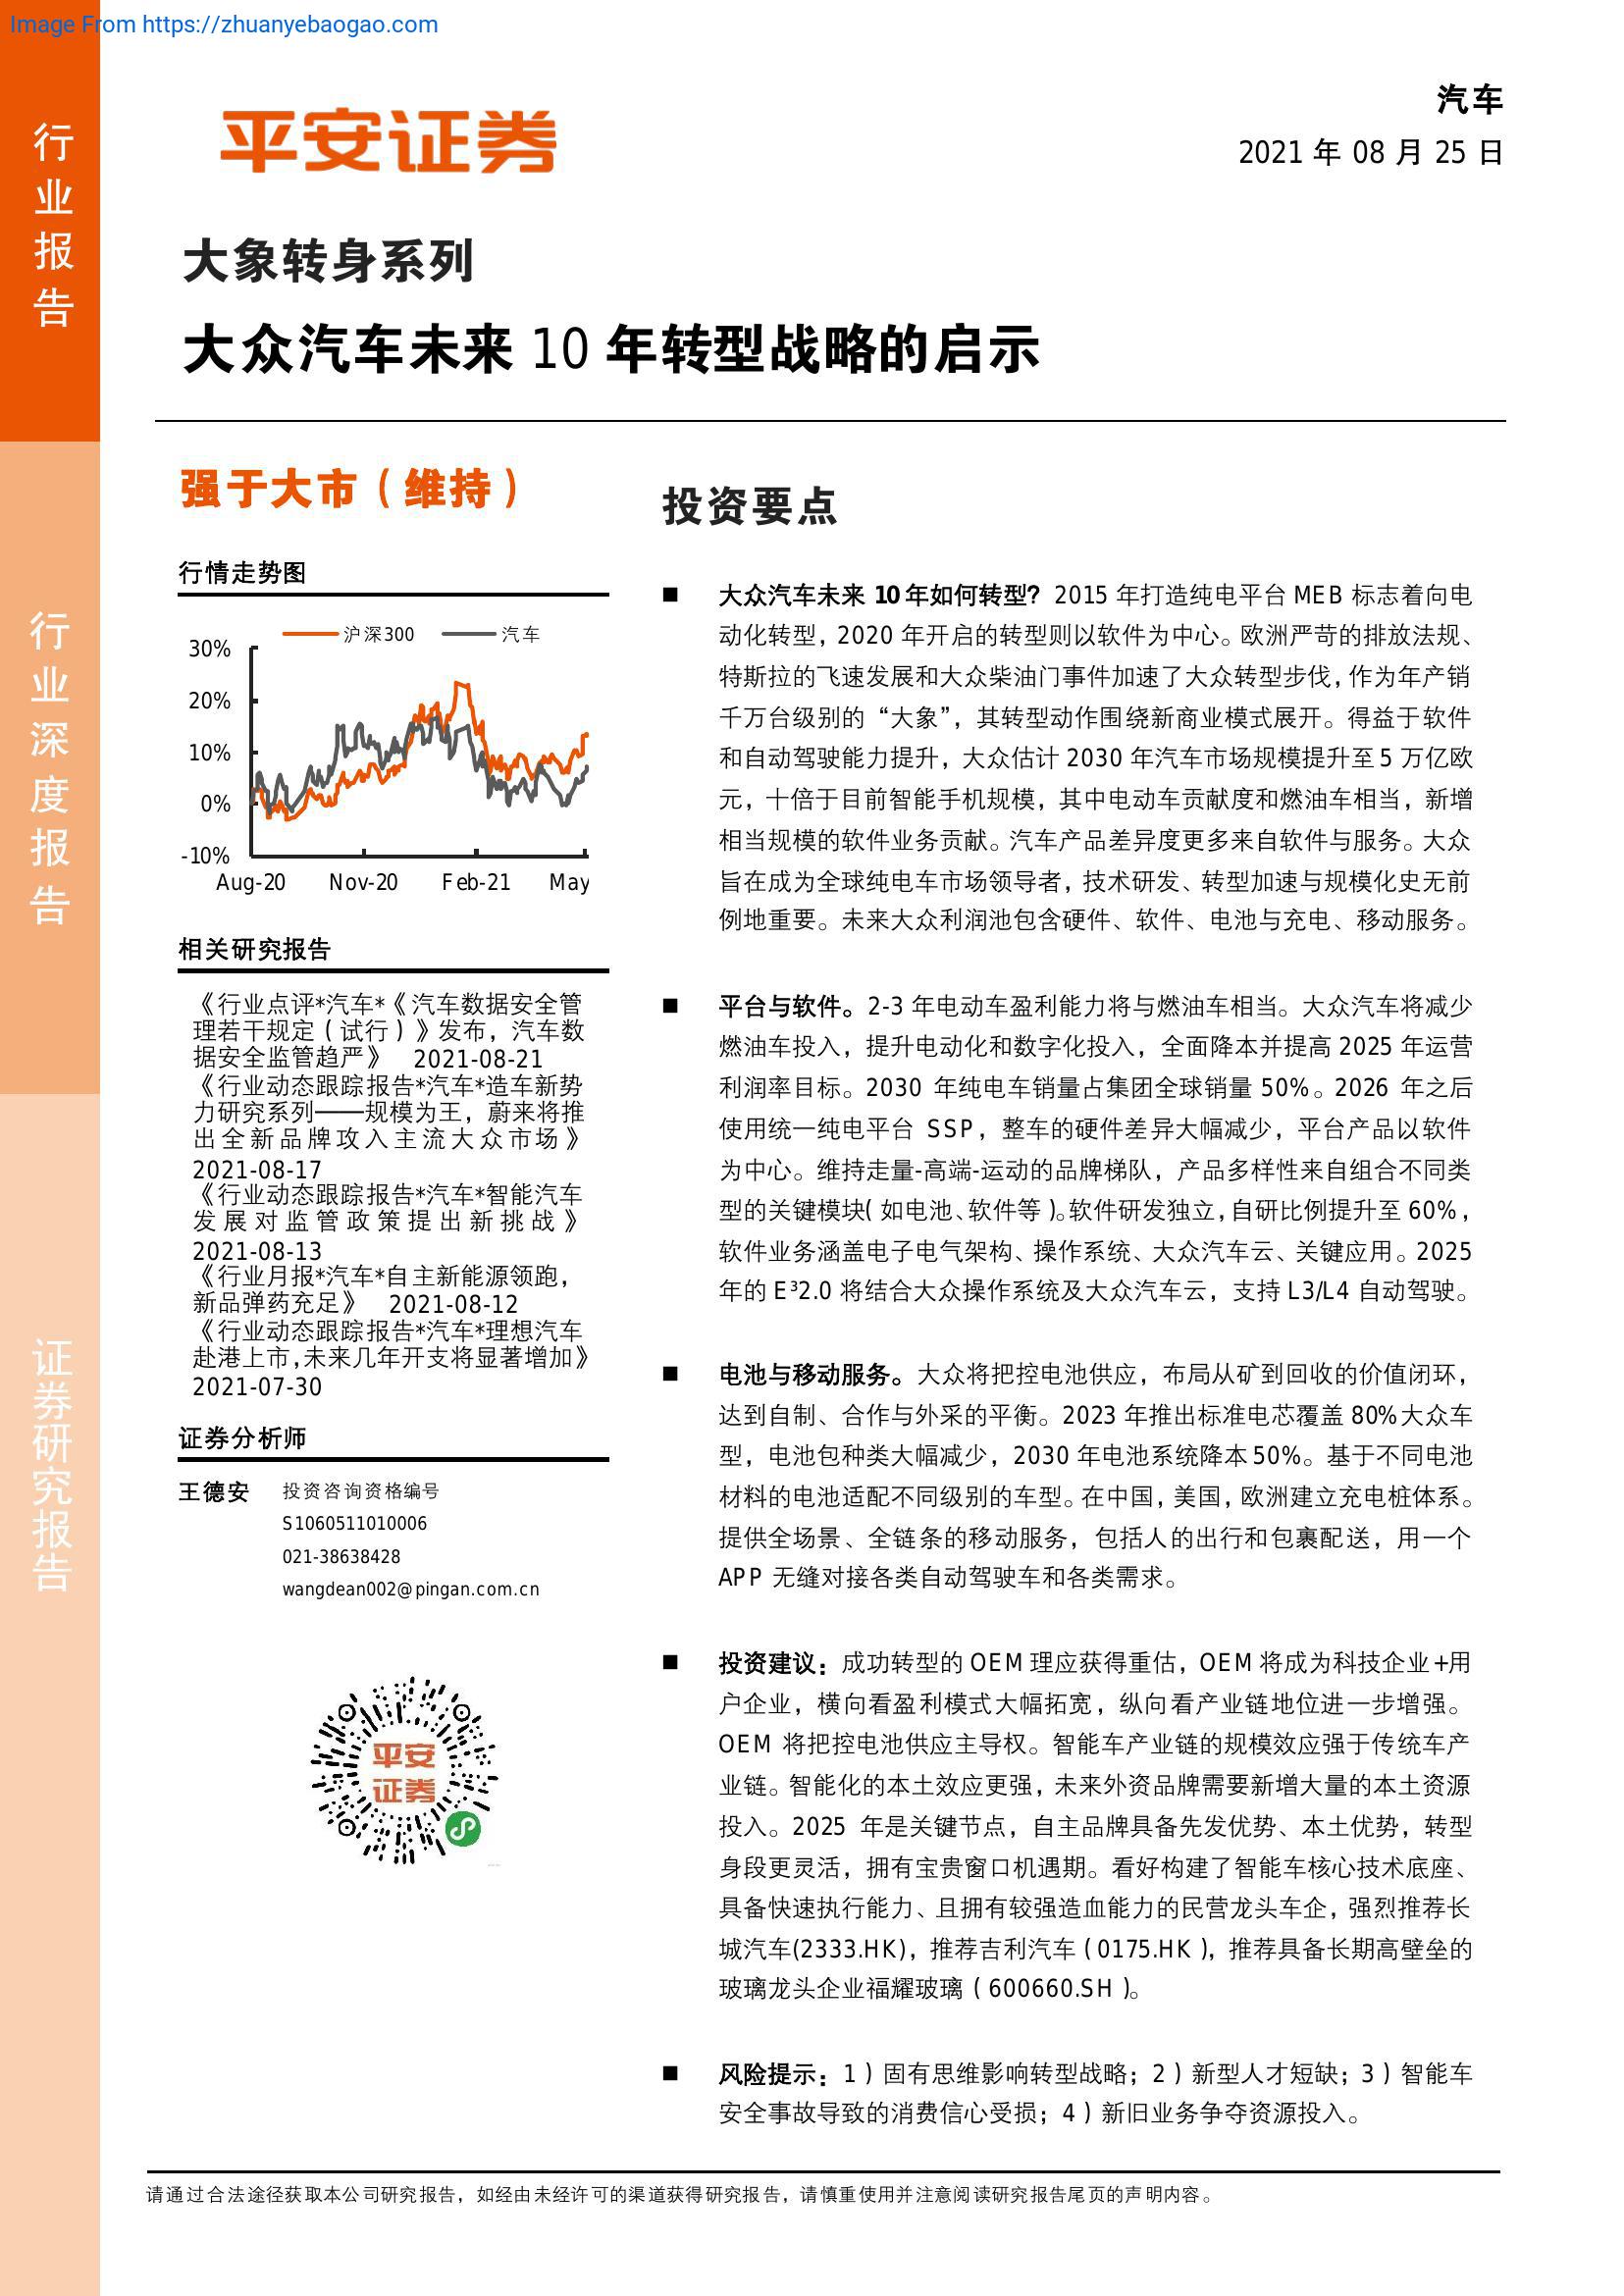 Image From https://zhuanyebaogao.com
行业报告
行业深度报告
证券研究报告
平安证券
汽车
2021 年 08 月 25 日
大象转身系列
大众汽车未来 10 年转型战略的启示
强于大市（维持）
行情走势图
沪深300 汽车
30%
20%
10%
0%
-10%
Aug-20 Nov-20 Feb-21 May
相关研究报告
《行业点评*汽车*《汽车数据安全管
理若干规定（试行）》发布，汽车数
据安全监管趋严》 2021-08-21
《行业动态跟踪报告*汽车*造车新势
力研究系列——规模为王，蔚来将推
出全新品牌攻入主流大众市场》
2021-08-17
《行业动态跟踪报告*汽车*智能汽车
发展对监管政策提出新挑战》
2021-08-13
《行业月报*汽车*自主新能源领跑，
新品弹药充足》 2021-08-12
《行业动态跟踪报告*汽车*理想汽车
赴港上市，未来几年开支将显著增加》
2021-07-30
证券分析师
王德安 投资咨询资格编号
S1060511010006
021-38638428
wangdean002@pingan.com.cn
平安
证券
投资要点
■ 大众汽车未来 10 年如何转型？2015 年打造纯电平台 MEB 标志着向电
动化转型，2020 年开启的转型则以软件为中心。欧洲严苛的排放法规、
特斯拉的飞速发展和大众柴油门事件加速了大众转型步伐，作为年产销
千万台级别的“大象”，其转型动作围绕新商业模式展开。得益于软件
和自动驾驶能力提升，大众估计 2030 年汽车市场规模提升至 5 万亿欧
元，十倍于目前智能手机规模，其中电动车贡献度和燃油车相当，新增
相当规模的软件业务贡献。汽车产品差异度更多来自软件与服务。大众
旨在成为全球纯电车市场领导者，技术研发、转型加速与规模化史无前
例地重要。未来大众利润池包含硬件、软件、电池与充电、移动服务。
■ 平台与软件。2-3 年电动车盈利能力将与燃油车相当。大众汽车将减少
燃油车投入，提升电动化和数字化投入，全面降本并提高 2025 年运营
利润率目标。2030 年纯电车销量占集团全球销量 50%。2026 年之后
使用统一纯电平台 SSP，整车的硬件差异大幅减少，平台产品以软件
为中心。维持走量-高端-运动的品牌梯队，产品多样性来自组合不同类
型的关键模块（如电池、软件等）。软件研发独立，自研比例提升至 60%，
软件业务涵盖电子电气架构、操作系统、大众汽车云、关键应用。2025
年的 E³2.0 将结合大众操作系统及大众汽车云，支持 L3/L4 自动驾驶。
■ 电池与移动服务。大众将把控电池供应，布局从矿到回收的价值闭环，
达到自制、合作与外采的平衡。2023 年推出标准电芯覆盖 80%大众车
型，电池包种类大幅减少，2030 年电池系统降本 50%。基于不同电池
材料的电池适配不同级别的车型。在中国，美国，欧洲建立充电桩体系。
提供全场景、全链条的移动服务，包括人的出行和包裹配送，用一个
APP 无缝对接各类自动驾驶车和各类需求。
■ 投资建议：成功转型的 OEM 理应获得重估，OEM 将成为科技企业+用
户企业，横向看盈利模式大幅拓宽，纵向看产业链地位进一步增强。
OEM 将把控电池供应主导权。智能车产业链的规模效应强于传统车产
业链。智能化的本土效应更强，未来外资品牌需要新增大量的本土资源
投入。2025 年是关键节点，自主品牌具备先发优势、本土优势，转型
身段更灵活，拥有宝贵窗口机遇期。看好构建了智能车核心技术底座、
具备快速执行能力、且拥有较强造血能力的民营龙头车企，强烈推荐长
城汽车(2333.HK)，推荐吉利汽车（0175.HK），推荐具备长期高壁垒的
玻璃龙头企业福耀玻璃（600660.SH）。
■ 风险提示：1）固有思维影响转型战略；2）新型人才短缺；3）智能车
安全事故导致的消费信心受损；4）新旧业务争夺资源投入。
请通过合法途径获取本公司研究报告，如经由未经许可的渠道获得研究报告，请慎重使用并注意阅读研究报告尾页的声明内容。